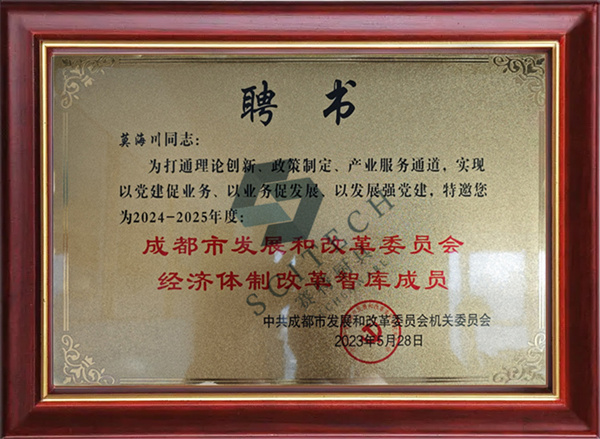 聘书
莫海川同志：
为打通理论创新、政策制定、产业服务通道，实现
以党建促业务、以业务促发展、以发展强党建，特邀您
为2024-2025年度：
成都市发展和改革委员会
经济体制改革智库成员
中共成都市发展和改革委员会机关委员会
2023年5月28日
SCITECH